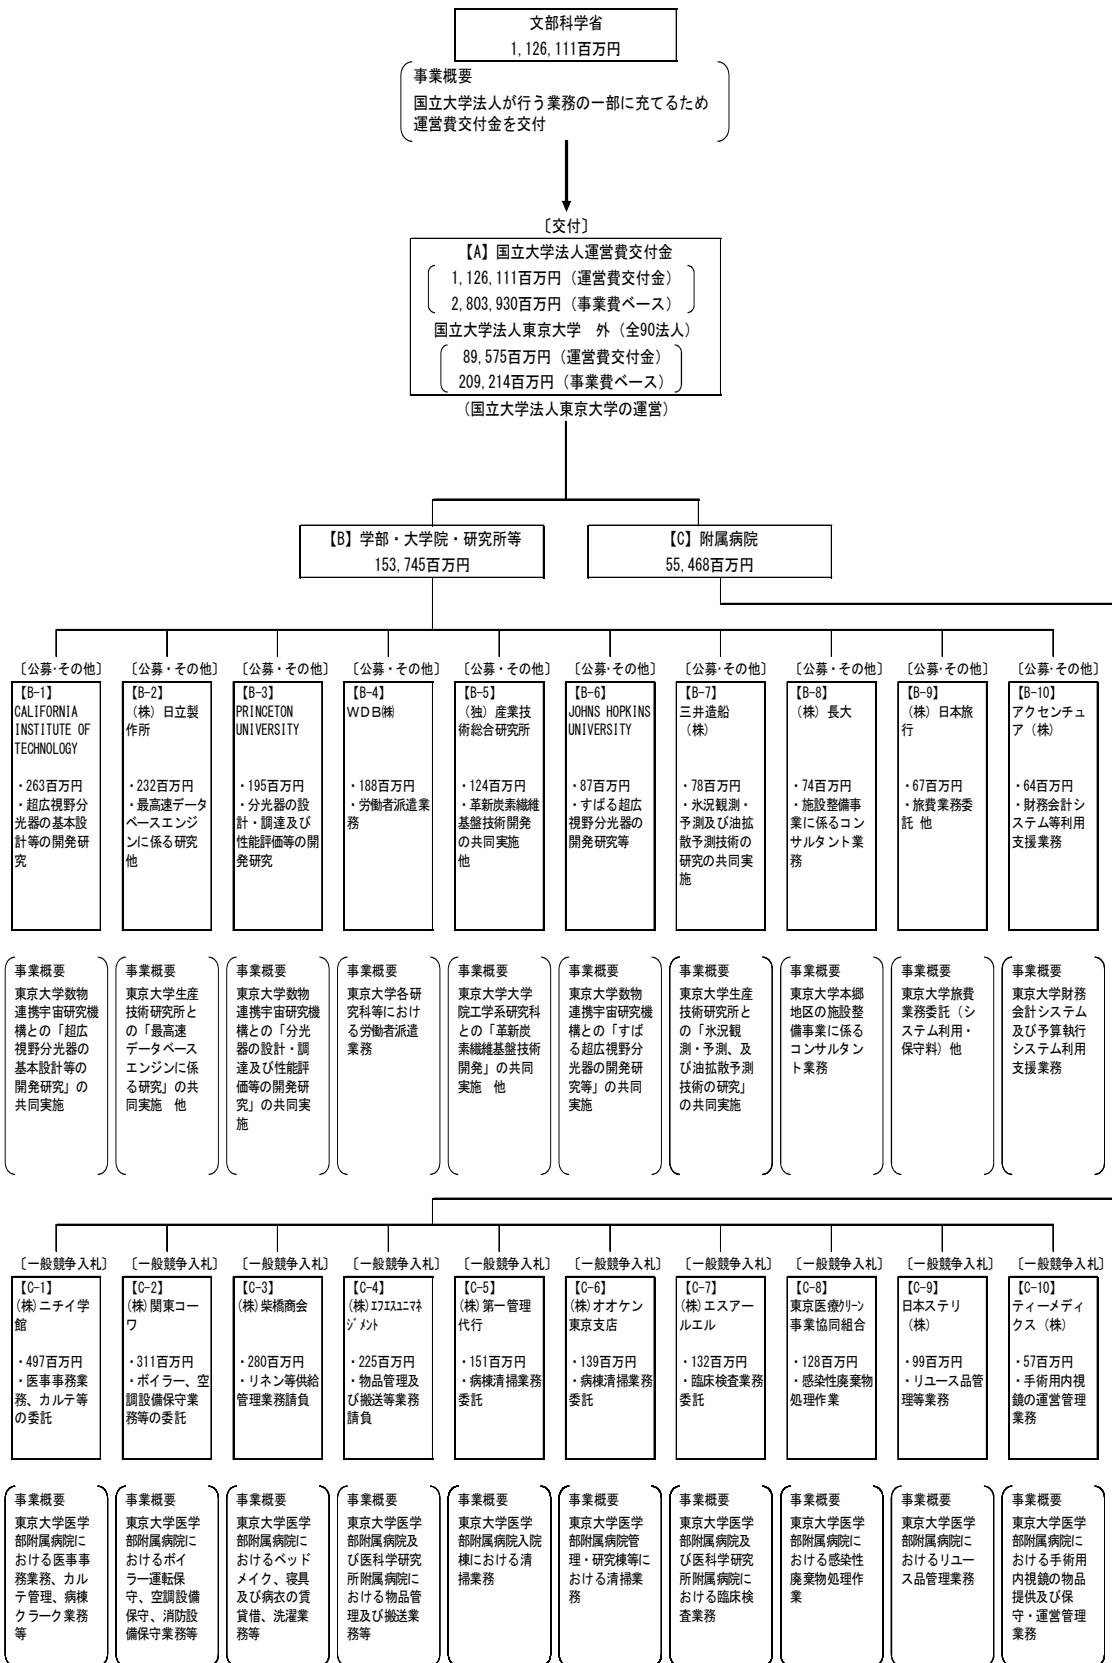 文部科学省
1,126,111百万円
事業概要
国立大学法人が行う業務の一部に充てるため
運営費交付金を交付
〔交付〕
【A】国立大学法人運営費交付金
1,126,111百万円（運営費交付金）
2,803,930百万円（事業費ベース）
国立大学法人東京大学　外（全90法人）
89,575百万円（運営費交付金）
209,214百万円（事業費ベース）
（国立大学法人東京大学の運営）
【B】学部・大学院・研究所等
153,745百万円
【C】附属病院
55,468百万円
〔公募・その他〕
【B-1】
CALIFORNIA
INSTITUTE OF
TECHNOLOGY
・263百万円
・超広視野分
光器の基本設
計等の開発研
究
〔公募・その他〕
【B-2】
（株）日立製
作所
・232百万円
・最高速データ
ベースエンジ
ンに係る研究
他
〔公募・その他〕
【B-3】
PRINCETON
UNIVERSITY
・195百万円
・分光器の設
計・調達及び
性能評価等の開
発研究
〔公募・その他〕
【B-4】
ＷＤＢ㈱
・188百万円
・労働者派遣業
務
〔公募・その他〕
【B-5】
（独）産業技
術総合研究所
・124百万円
・革新炭素繊維
基盤技術開発
の共同実施
他
〔公募・その他〕
【B-6】
JOHNS HOPKINS
UNIVERSITY
・87百万円
・すばる超広
視野分光器の
開発研究等
〔公募・その他〕
【B-7】
三井造船
（株）
・78百万円
・氷況観測・
予測及び油拡
散予測技術の
研究の共同実
施
〔公募・その他〕
【B-8】
（株）長大
・74百万円
・施設整備事
業に係るコン
サルタント業
務
〔公募・その他〕
【B-9】
（株）日本旅
行
・67百万円
・旅費業務委
託 他
〔公募・その他〕
【B-10】
アクセンチュ
ア（株）
・64百万円
・財務会計シ
ステム等利用
支援業務
事業概要
東京大学数物
連携宇宙研究機
構との「超広
視野分光器の
基本設計等の
開発研究」の
共同実施
事業概要
東京大学生産
技術研究所と
の「最高速
データベース
エンジンに係
る研究」の共
同実施　他
事業概要
東京大学数物
連携宇宙研究機
構との「分光
器の設計・調
達及び性能評
価等の開発研
究」の共同実
施
事業概要
東京大学各研
究科等におけ
る労働者派遣
業務
事業概要
東京大学大学
院工学系研究科
との「革新炭
素繊維基盤技術
開発」の共同
実施　他
事業概要
東京大学数物
連携宇宙研究機
構との「すば
る超広視野分
光器の開発研
究等」の共同
実施
事業概要
東京大学生産
技術研究所と
の「氷況観
測・予測、及
び油拡散予測
技術の研究」
の共同実施
事業概要
東京大学本郷
地区の施設整
備事業に係る
コンサルタン
ト業務
事業概要
東京大学旅費
業務委託（シ
ステム利用・
保守料）他
事業概要
東京大学財務
会計システム
及び予算執行
システム利用
支援業務
〔一般競争入札〕
【C-1】
（株）ニチイ学
館
・497百万円
・医事事務業
務、カルテ等
の委託
〔一般競争入札〕
【C-2】
（株）関東コー
ワ
・311百万円
・ボイラー、空
調設備保守業
務等の委託
〔一般競争入札〕
【C-3】
（株）柴橋商会
・280百万円
・リネン等供給
管理業務請負
〔一般競争入札〕
【C-4】
（株）ｴﾌｴｽﾕﾆﾏﾈ
ｼﾞﾒﾝﾄ
・225百万円
・物品管理及
び搬送等業務
請負
〔一般競争入札〕
【C-5】
（株）第一管理
代行
・151百万円
・病棟清掃業務
委託
〔一般競争入札〕
【C-6】
（株）オオケン
東京支店
・139百万円
・病棟清掃業務
委託
〔一般競争入札〕
【C-7】
（株）エスアー
ルエル
・132百万円
・臨床検査業務
委託
〔一般競争入札〕
【C-8】
東京医療ｸﾘｰﾝ
事業協同組合
・128百万円
・感染性廃棄物
処理作業
〔一般競争入札〕
【C-9】
日本ステリ
（株）
・99百万円
・リユース品管
理等業務
〔一般競争入札〕
【C-10】
ティーメディ
クス（株）
・57百万円
・手術用内視
鏡の運営管理
業務
事業概要
東京大学医学
部附属病院に
おける医事事
務業務、カル
テ管理、病棟
クラーク業務
等
事業概要
東京大学医学
部附属病院に
おけるボイ
ラー運転保
守、空調設備
保守、消防設
備保守業務等
事業概要
東京大学医学
部附属病院に
おけるベッド
メイク、寝具
及び病衣の賃
貸借、洗濯業
務等
事業概要
東京大学医学
部附属病院及
び医科学研究
所附属病院に
おける物品管
理及び搬送業
務等
事業概要
東京大学医学
部附属病院入院
棟における清
掃業務
事業概要
東京大学医学
部附属病院管
理・研究棟等に
おける清掃業
務
事業概要
東京大学医学
部附属病院及
び医科学研究
所附属病院に
おける臨床検
査業務
事業概要
東京大学医学
部附属病院に
おける感染性
廃棄物処理作
業
事業概要
東京大学医学
部附属病院に
おけるリユー
ス品管理業務
事業概要
東京大学医学
部附属病院に
おける手術用
内視鏡の物品
提供及び保
守・運営管理
業務